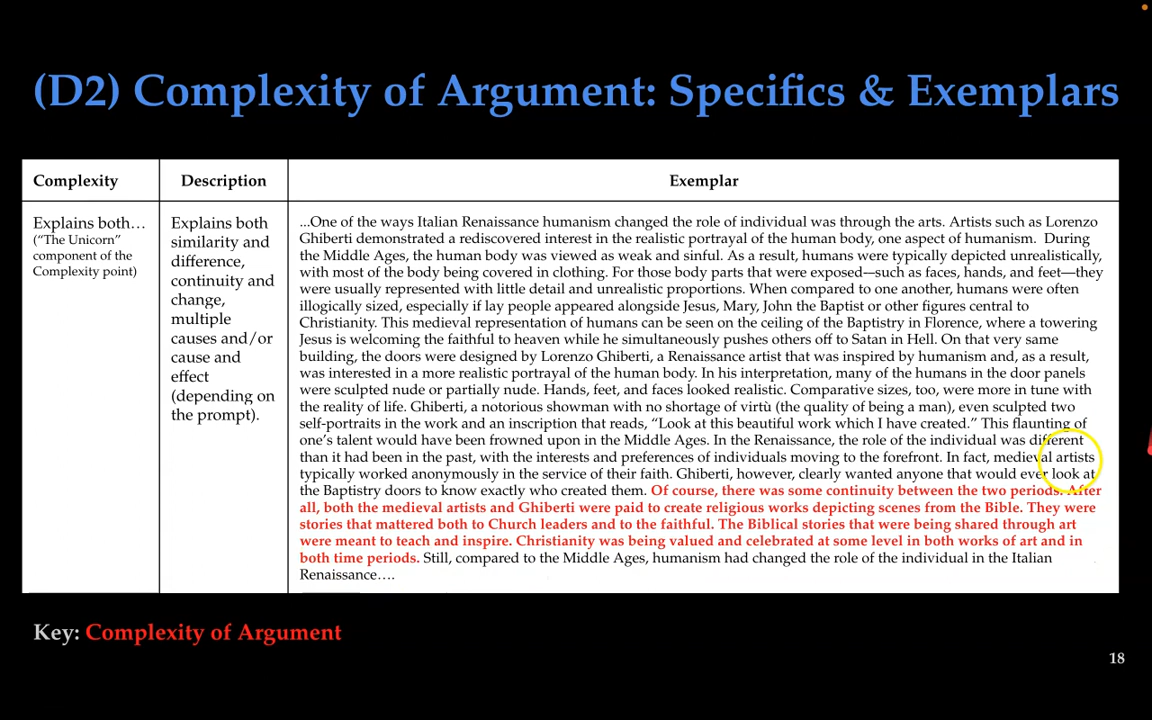 (D2) Complexity of Argument: Specifics & Exemplars
Complexity
Description
Exemplar
Explains both…
("The Unicorn"
component of the
Complexity point)
Explains both
similarity and
difference,
continuity and
change,
multiple
causes and/or
cause and
effect
(depending on
the prompt).
...One of the ways Italian Renaissance humanism changed the role of individual was through the arts. Artists such as Lorenzo
Ghiberti demonstrated a rediscovered interest in the realistic portrayal of the human body, one aspect of humanism. During
the Middle Ages, the human body was viewed as weak and sinful. As a result, humans were typically depicted unrealistically,
with most of the body being covered in clothing. For those body parts that were exposed—such as faces, hands, and feet—they
were usually represented with little detail and unrealistic proportions. When compared to one another, humans were often
illogically sized, especially if lay people appeared alongside Jesus, Mary, John the Baptist or other figures central to
Christianity. This medieval representation of humans can be seen on the ceiling of the Baptistry in Florence, where a towering
Jesus is welcoming the faithful to heaven while he simultaneously pushes others off to Satan in Hell. On that very same
building, the doors were designed by Lorenzo Ghiberti, a Renaissance artist that was inspired by humanism and, as a result,
was interested in a more realistic portrayal of the human body. In his interpretation, many of the humans in the door panels
were sculpted nude or partially nude. Hands, feet, and faces looked realistic. Comparative sizes, too, were more in tune with
the reality of life. Ghiberti, a notorious showman with no shortage of virtù (the quality of being a man), even sculpted two
self-portraits in the work and an inscription that reads, "Look at this beautiful work which I have created." This flaunting of
one's talent would have been frowned upon in the Middle Ages. In the Renaissance, the role of the individual was different
than it had been in the past, with the interests and preferences of individuals moving to the forefront. In fact, medieval artists
typically worked anonymously in the service of their faith. Ghiberti, however, clearly wanted anyone that would ever look at
the Baptistry doors to know exactly who created them. Of course, there was some continuity between the two periods. After
all, both the medieval artists and Ghiberti were paid to create religious works depicting scenes from the Bible. They were
stories that mattered both to Church leaders and to the faithful. The Biblical stories that were being shared through art
were meant to teach and inspire. Christianity was being valued and celebrated at some level in both works of art and in
both time periods. Still, compared to the Middle Ages, humanism had changed the role of the individual in the Italian
Renaissance….
Key: Complexity of Argument
18